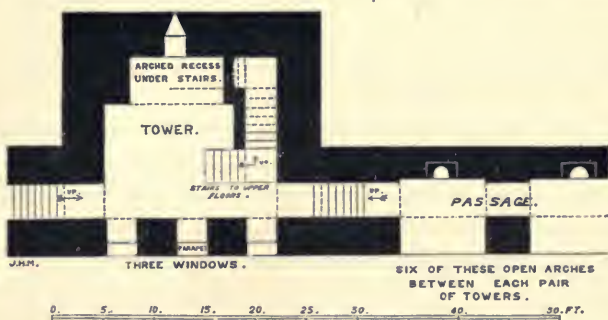 ARCHED RECESS
UNDER STAIRS.
TOWER.
UP.
STAIRS TO UPPER
FLOORS.
UP.
UP.
PASSAGE.
PARAPET
J.H.M.
THREE WINDOWS.
SIX OF THESE OPEN ARCHES
BETWEEN EACH PAIR
OF TOWERS.
0. 5. 10. 15. 20. 30. 40. 50. FT.